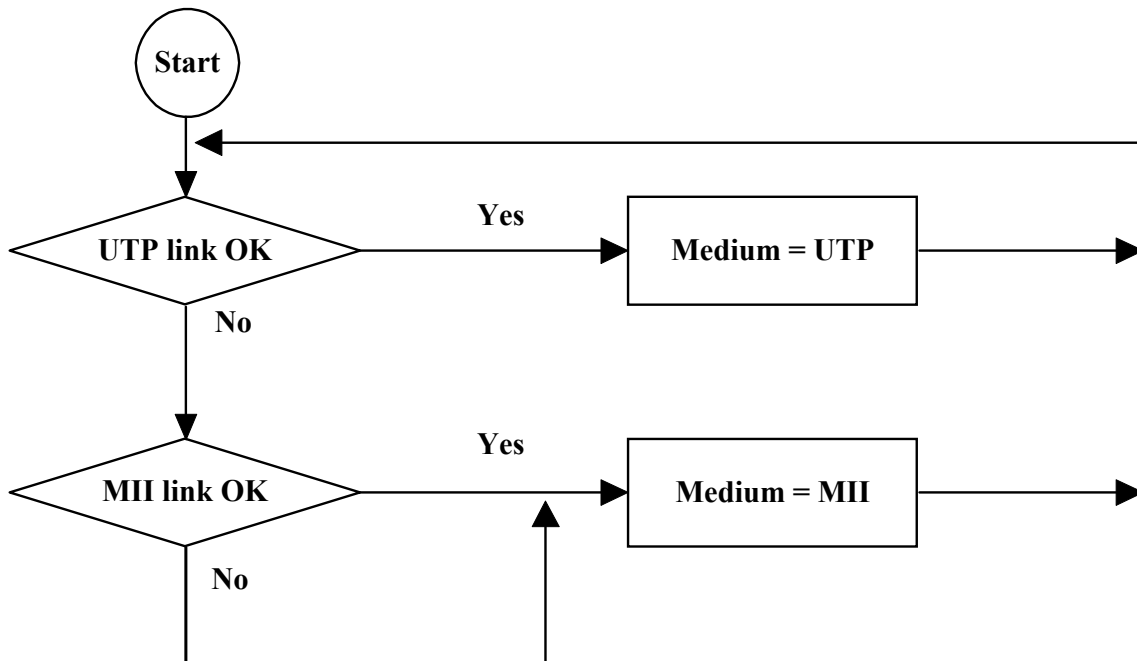 Start
Yes
UTP link OK
Medium = UTP
No
Yes
MII link OK
Medium = MII
No